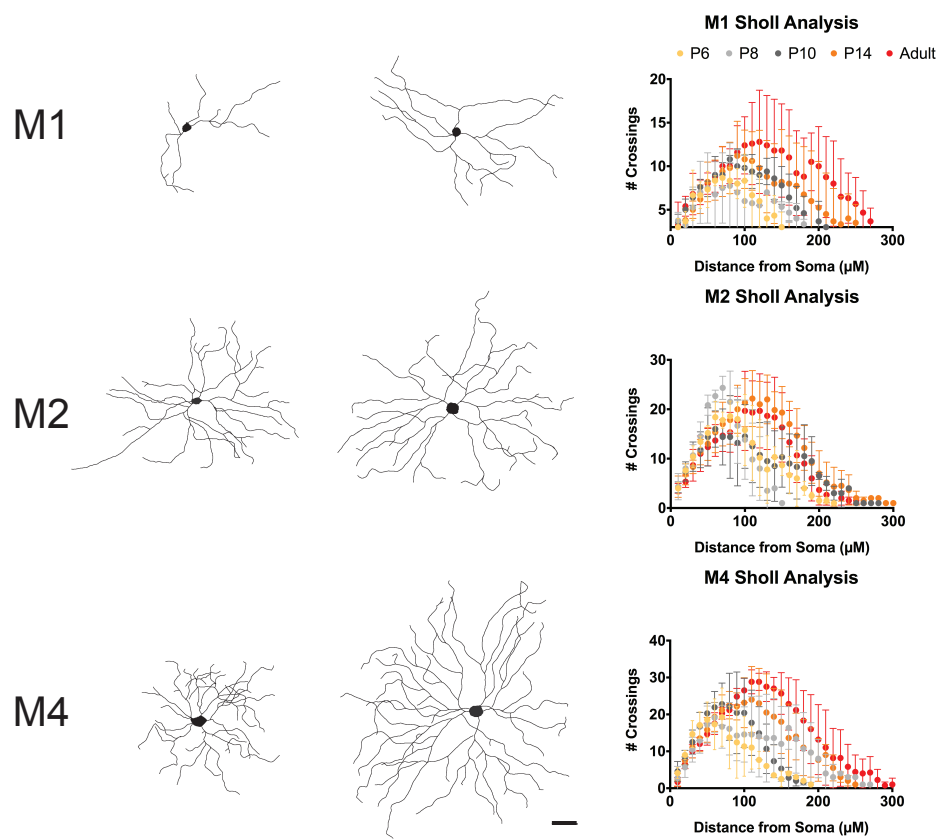 M1 Sholl Analysis
P6 P8 P10 P14 Adult
M1
20
15
10
5
# Crossings
0 100 200 300
Distance from Soma (µM)
M2 Sholl Analysis
M2
30
20
10
0
# Crossings
0 100 200 300
Distance from Soma (µM)
M4 Sholl Analysis
M4
40
30
20
10
0
# Crossings
0 100 200 300
Distance from Soma (µM)